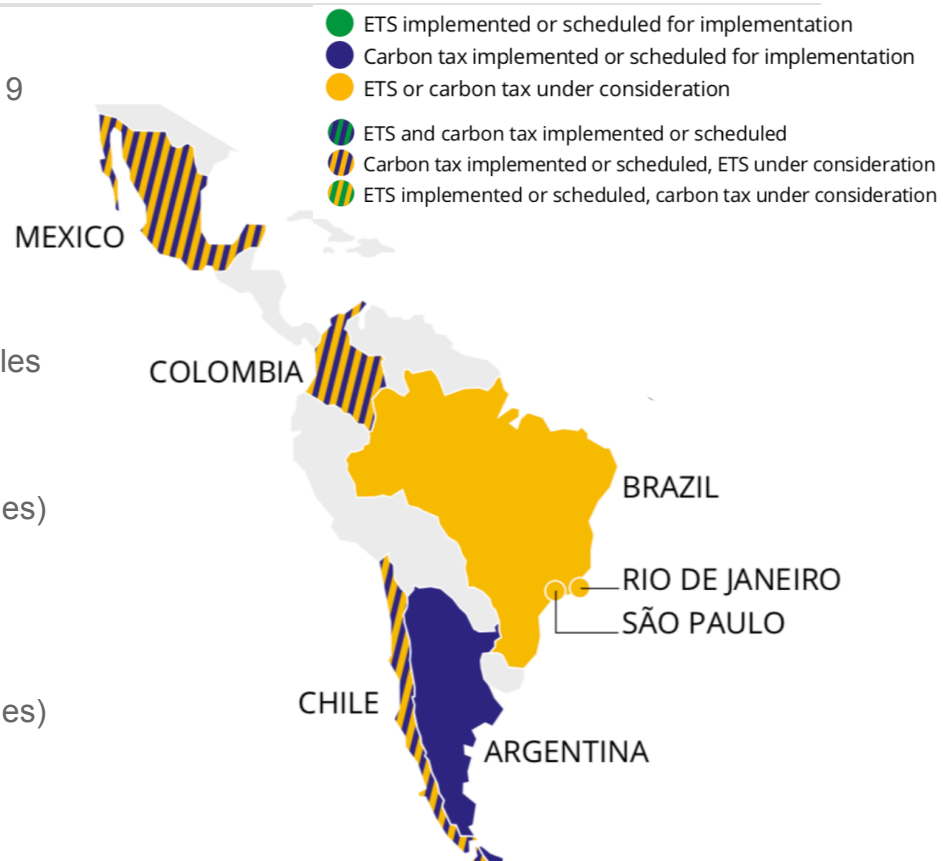 ETS implemented or scheduled for implementation
Carbon tax implemented or scheduled for implementation
9
ETS or carbon tax under consideration
ETS and carbon tax implemented or scheduled
Carbon tax implemented or scheduled, ETS under consideration
ETS implemented or scheduled, carbon tax under consideration
MEXICO
les
COLOMBIA
BRAZIL
es)
RIO DE JANEIRO
SÃO PAULO
CHILE
es)
ARGENTINA